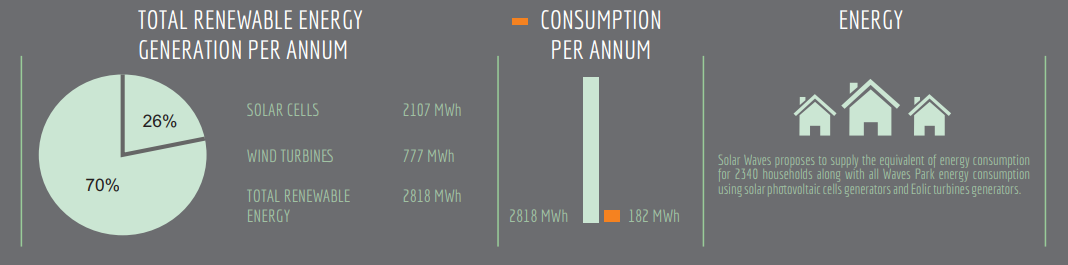 TOTAL RENEWABLE ENERGY
GENERATION PER ANNUM
26%
70%
SOLAR CELLS 2107 MWh
WIND TURBINES 777 MWh
TOTAL RENEWABLE 2818 MWh
ENERGY
CONSUMPTION
PER ANNUM
2818 MWh
182 MWh
ENERGY
Solar Waves proposes to supply the equivalent of energy consumption
for 2340 households along with all Waves Park energy consumption
using solar photovoltaic cells generators and Eolic turbines generators.